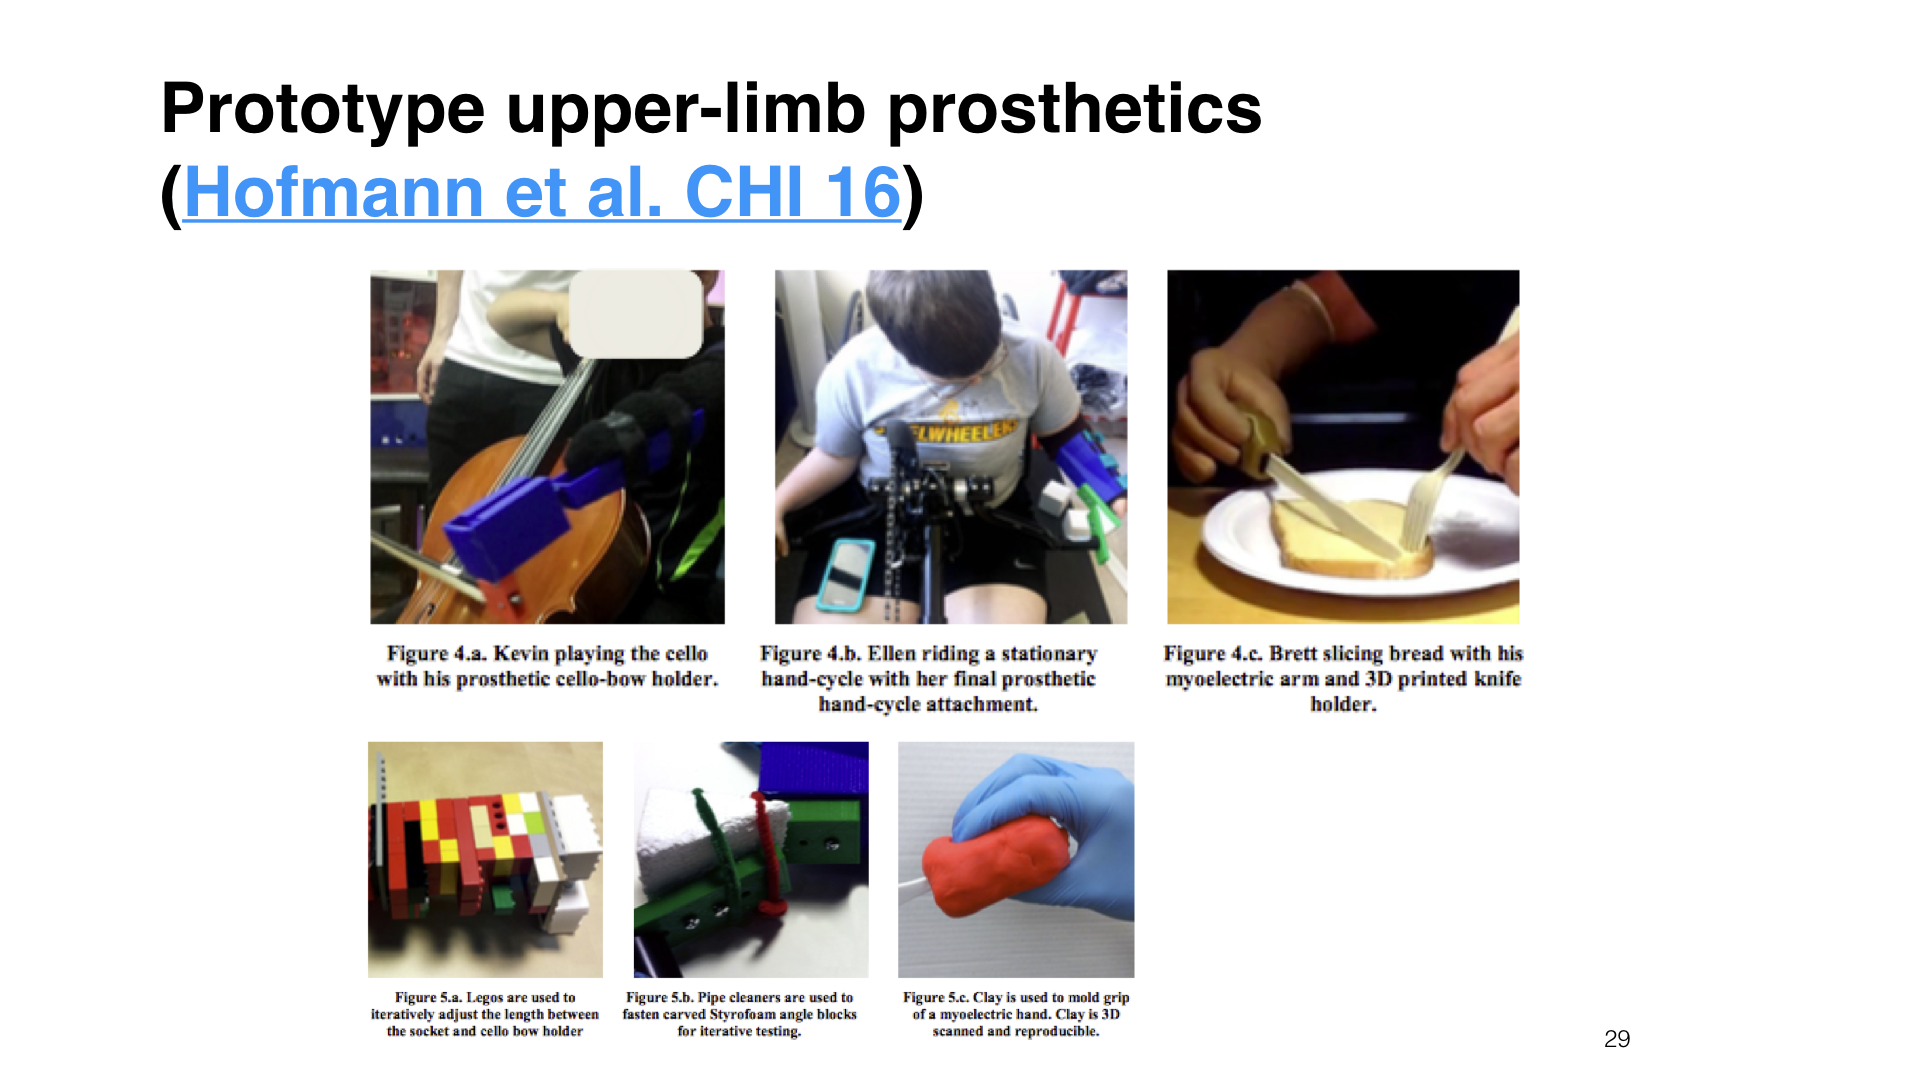 Prototype upper-limb prosthetics
(Hofmann et al. CHI 16)
Figure 4.a. Kevin playing the cello
with his prosthetic cello-bow holder.
Figure 4.b. Ellen riding a stationary
hand-cycle with her final prosthetic
hand-cycle attachment.
Figure 4.c. Brett slicing bread with his
myoelectric arm and 3D printed knife
holder.
Figure 5.a. Legos are used to
iteratively adjust the length between
the socket and cello bow holder
Figure 5.b. Pipe cleaners are used to
fasten carved Styrofoam angle blocks
for iterative testing.
Figure 5.c. Clay is used to mold grip
of a myoelectric hand. Clay is 3D
scanned and reproducible.
29